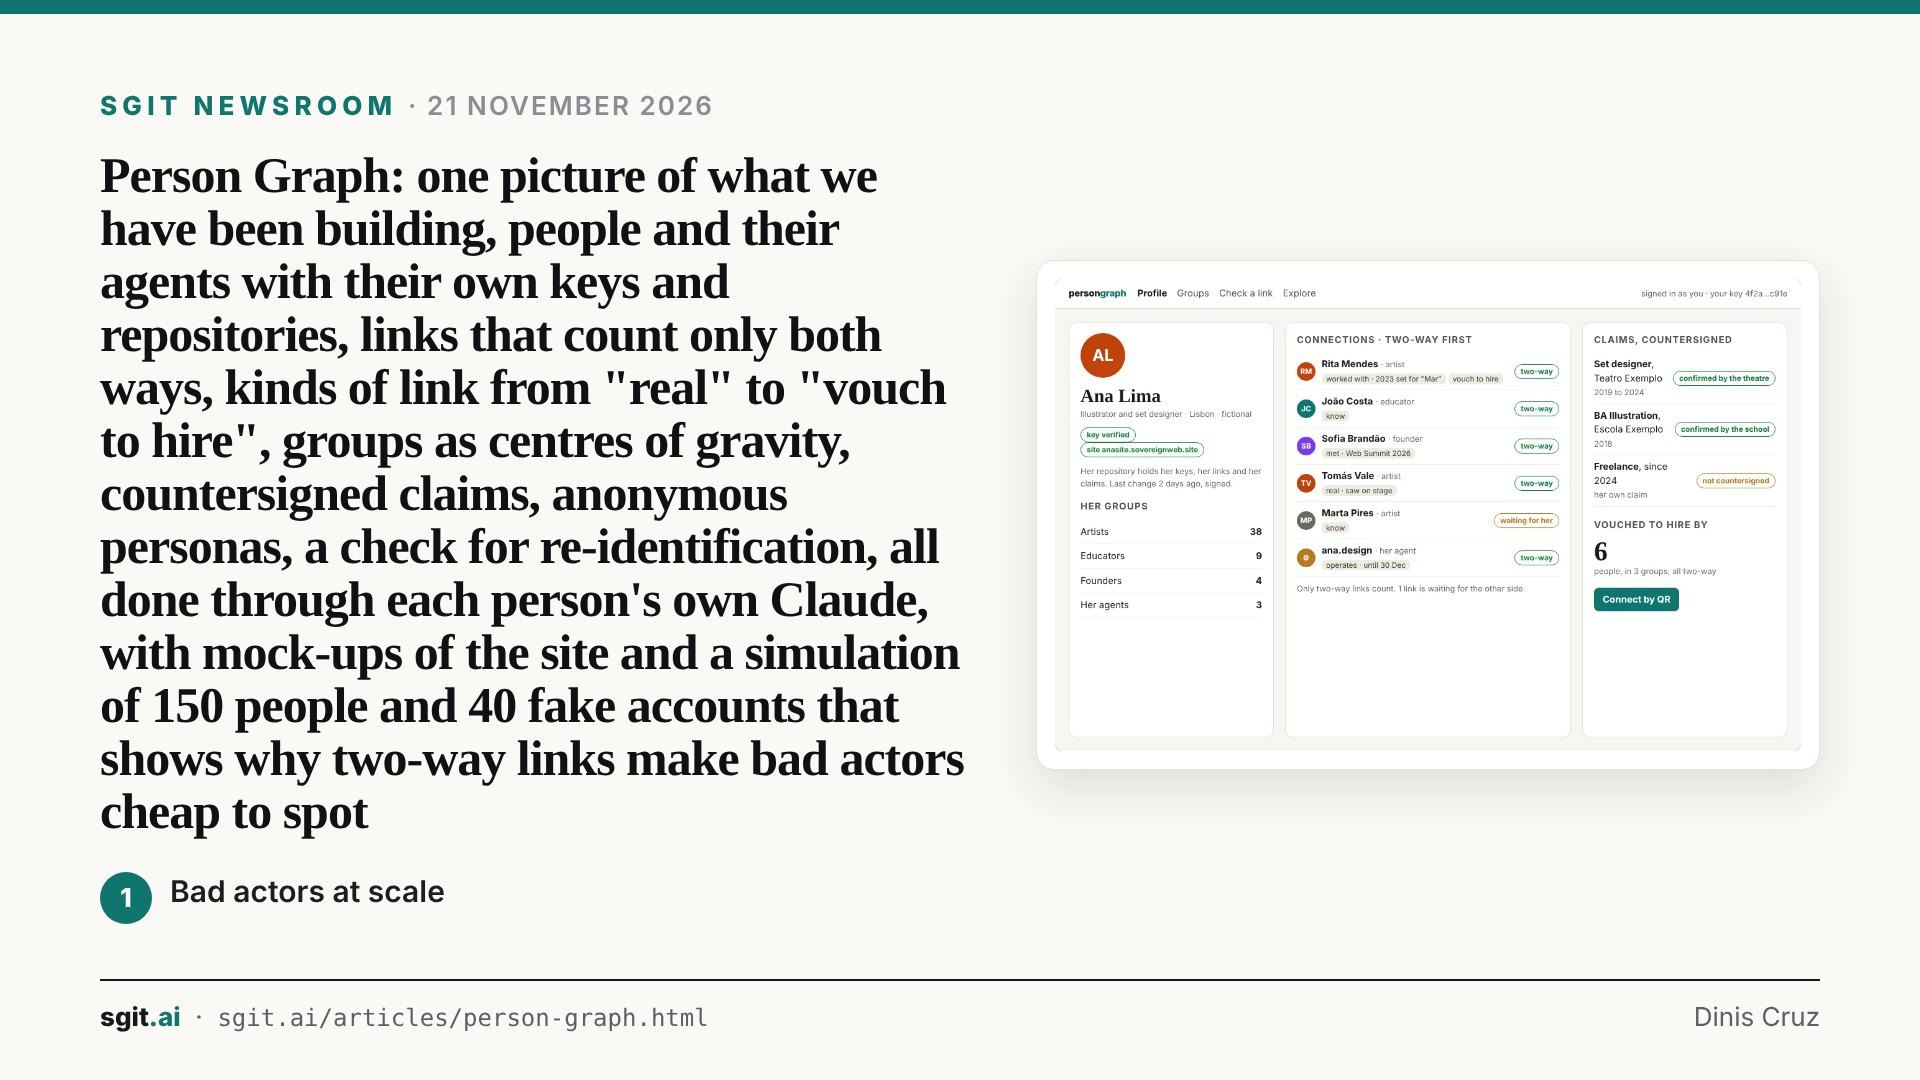 SGIT NEWSROOM · 21 NOVEMBER 2026
Person Graph: one picture of what we
have been building, people and their
agents with their own keys and
repositories, links that count only both
ways, kinds of link from "real" to "vouch
to hire", groups as centres of gravity,
countersigned claims, anonymous
personas, a check for re-identification, all
done through each person's own Claude,
with mock-ups of the site and a simulation
of 150 people and 40 fake accounts that
shows why two-way links make bad actors
cheap to spot
1 Bad actors at scale
persongraph Profile Groups Check a link Explore
signed in as you · your key 4f2a…c91e
AL
Ana Lima
Illustrator and set designer · Lisbon · fictional
key verified
site anasite.sovereignweb.site
Her repository holds her keys, her links and her
claims. Last change 2 days ago, signed.
HER GROUPS
Artists 38
Educators 9
Founders 4
Her agents 3
CONNECTIONS · TWO-WAY FIRST
RM Rita Mendes · artist
worked with · 2023 set for "Mar" vouch to hire
two-way
JC João Costa · educator
know
two-way
SB Sofia Brandão · founder
met · Web Summit 2026
two-way
TV Tomás Vale · artist
real · saw on stage
two-way
MP Marta Pires · artist
know
waiting for her
ana.design · her agent
operates · until 30 Dec
two-way
Only two-way links count. 1 link is waiting for the other side.
CLAIMS, COUNTERSIGNED
Set designer,
Teatro Exemplo
2019 to 2024
confirmed by the theatre
BA Illustration,
Escola Exemplo
2018
confirmed by the school
Freelance, since
2024
her own claim
not countersigned
VOUCHED TO HIRE BY
6
people, in 3 groups, all two-way
Connect by QR
sgit.ai · sgit.ai/articles/person-graph.html
Dinis Cruz